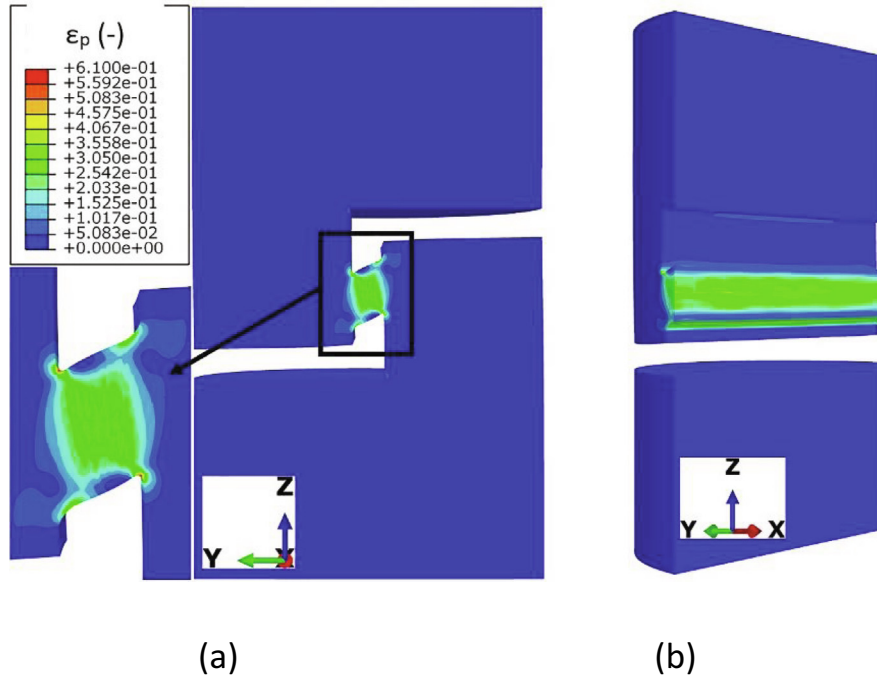 εp (-)
+6.100e-01
+5.592e-01
+5.083e-01
+4.575e-01
+4.067e-01
+3.558e-01
+3.050e-01
+2.542e-01
+2.033e-01
+1.525e-01
+1.017e-01
+5.083e-02
+0.000e+00
Z
Y X
Z
Y X
(a) (b)